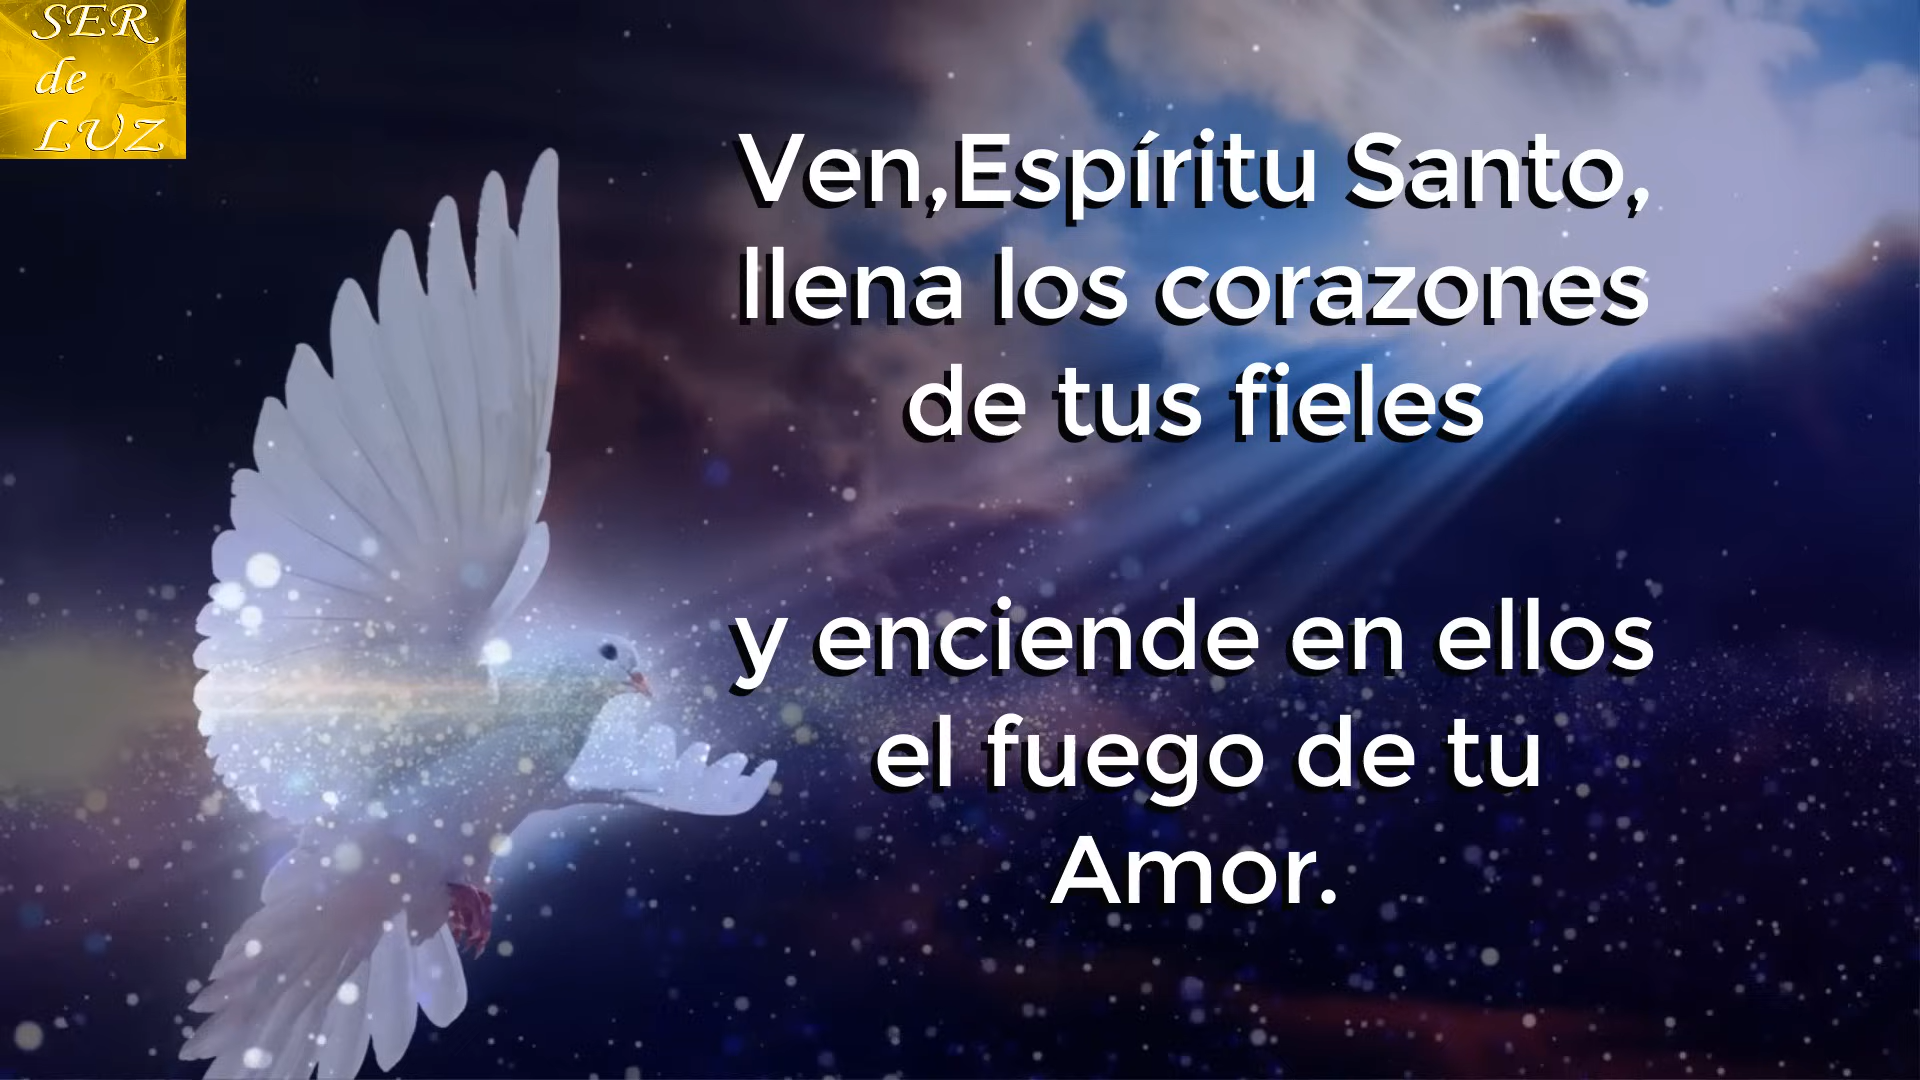 SER
de
LUZ
Ven,Espíritu Santo,
llena los corazones
de tus fieles
y enciende en ellos
el fuego de tu
Amor.